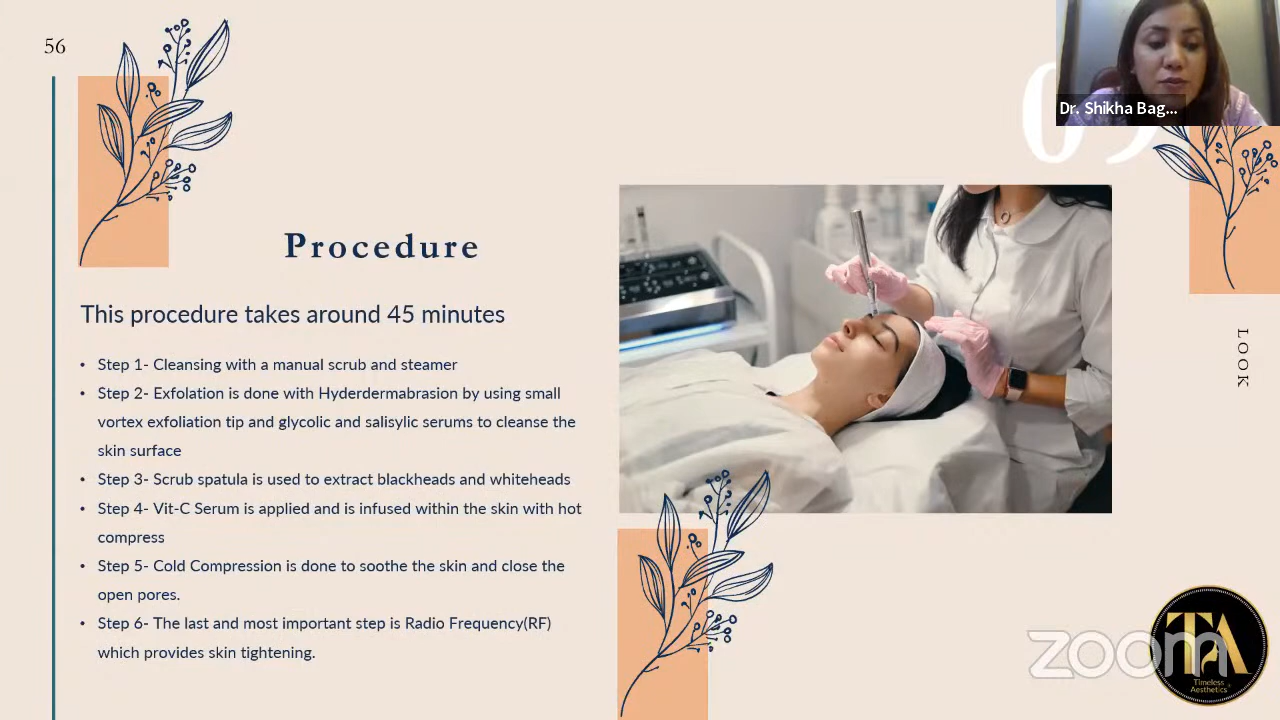 56
Dr. Shikha Bag...
Procedure
This procedure takes around 45 minutes
• Step 1- Cleansing with a manual scrub and steamer
• Step 2- Exfolation is done with Hyderdermabrasion by using small
vortex exfoliation tip and glycolic and salisylic serums to cleanse the
skin surface
• Step 3- Scrub spatula is used to extract blackheads and whiteheads
• Step 4- Vit-C Serum is applied and is infused within the skin with hot
compress
• Step 5- Cold Compression is done to soothe the skin and close the
open pores.
• Step 6- The last and most important step is Radio Frequency(RF)
which provides skin tightening.
LOOK
zoom
TA
Timeless
Aesthetics